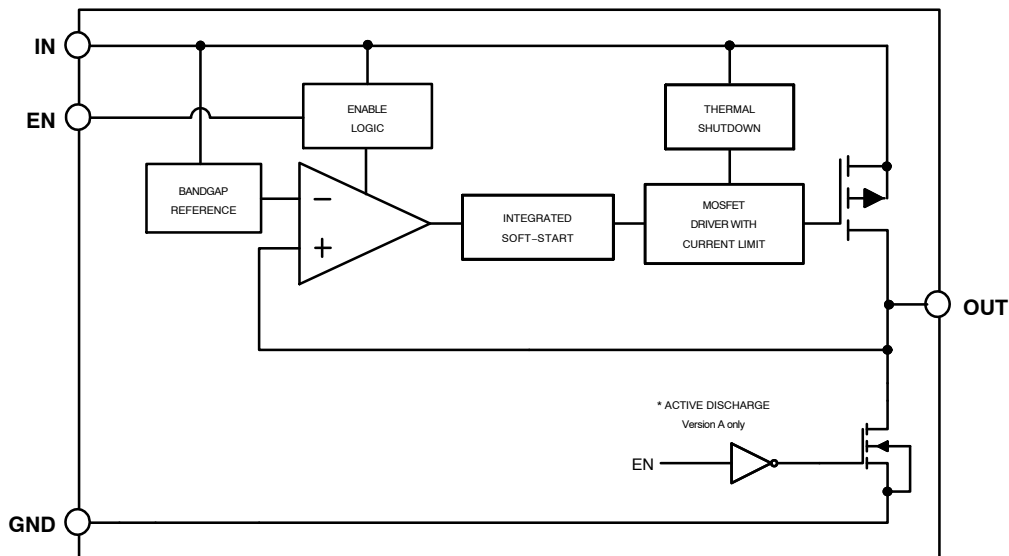 IN
EN
ENABLE
LOGIC
THERMAL
SHUTDOWN
BANDGAP
REFERENCE
−
+
INTEGRATED
SOFT−START
MOSFET
DRIVER WITH
CURRENT LIMIT
OUT
* ACTIVE DISCHARGE
Version A only
EN
GND